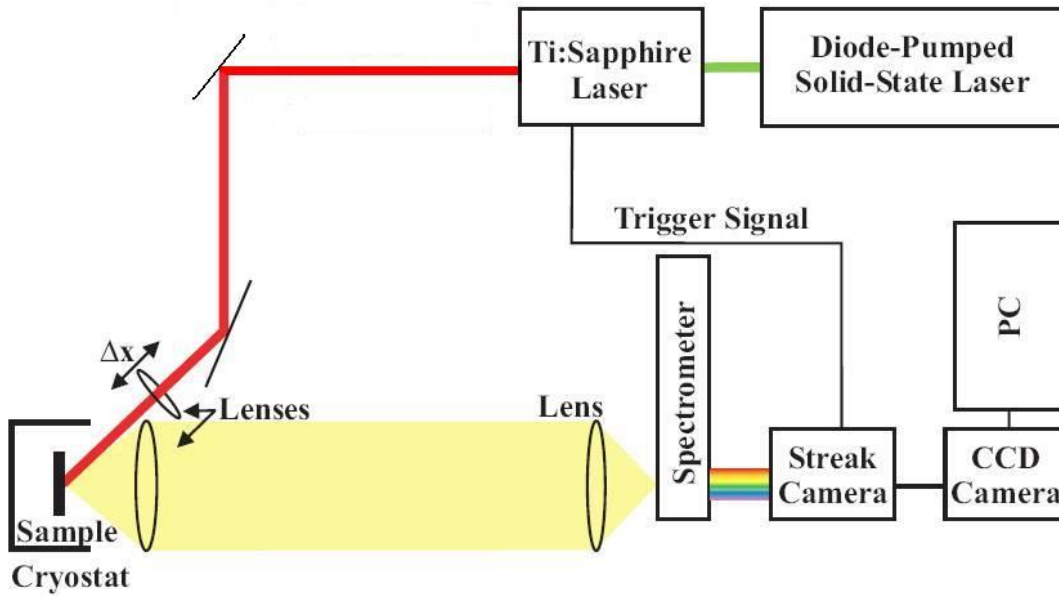 Ti:Sapphire
Laser
Diode-Pumped
Solid-State Laser
Trigger Signal
Spectrometer
PC
Δx
Lenses
Lens
Streak
Camera
CCD
Camera
Sample
Cryostat